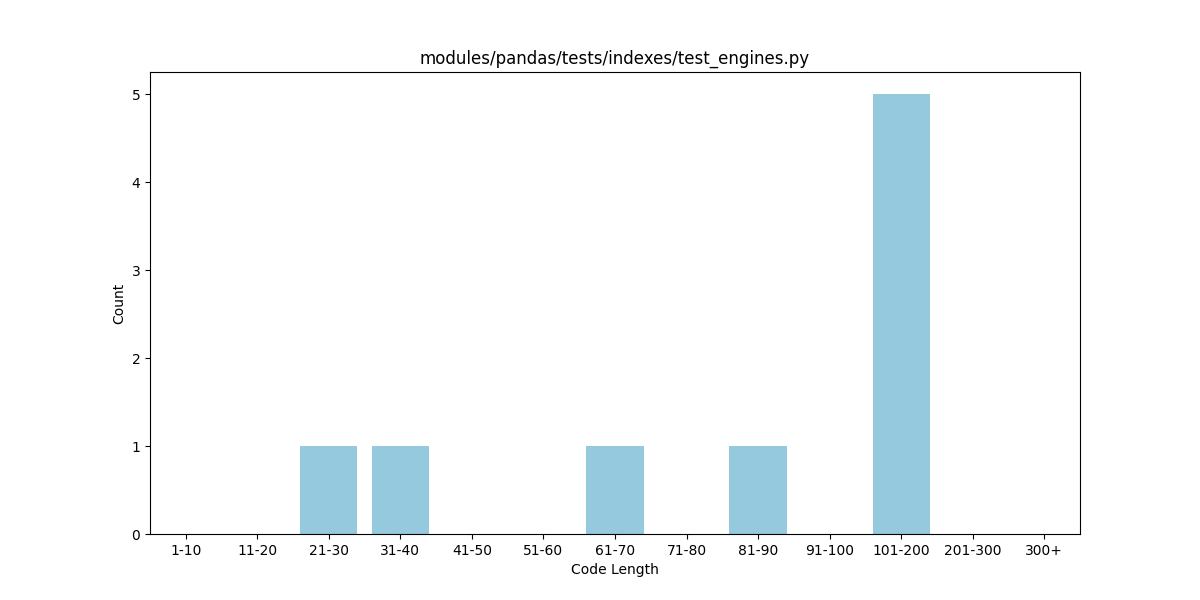 modules/pandas/tests/indexes/test_engines.py
5
4
3
2
1
0
Count
1-10 11-20 21-30 31-40 41-50 51-60 61-70 71-80 81-90 91-100 101-200 201-300 300+
Code Length